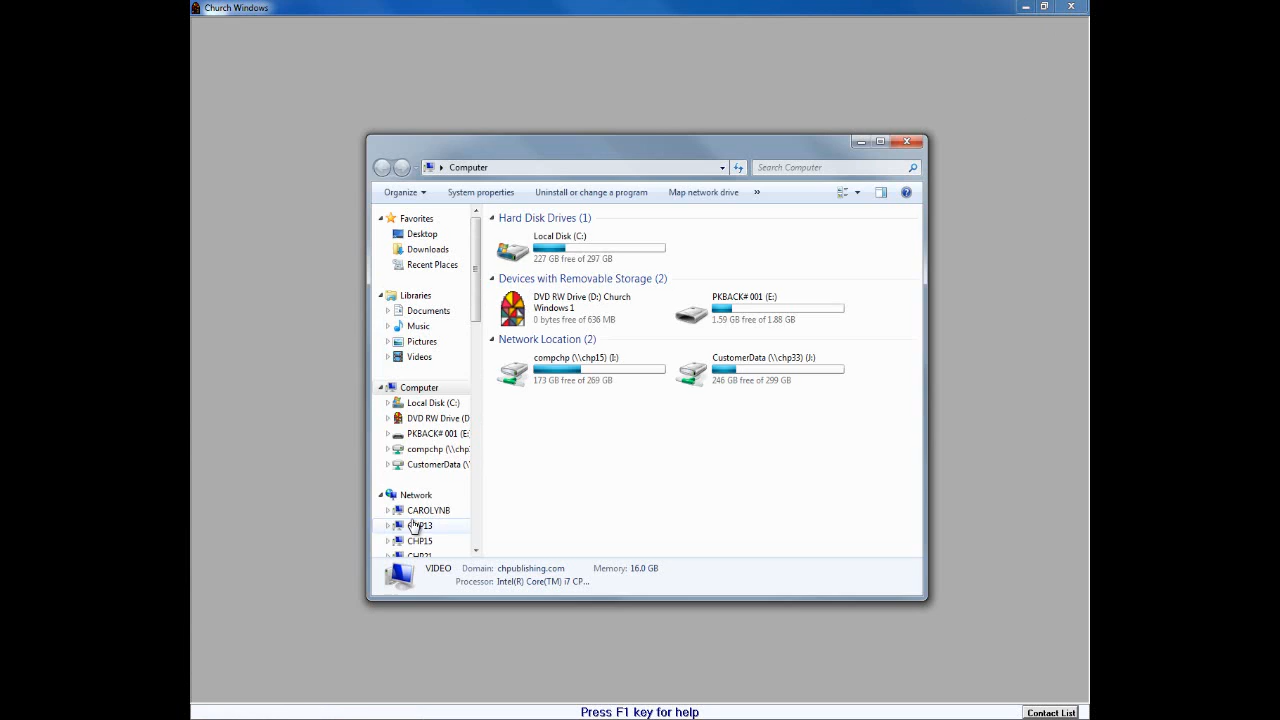 Church Windows
Computer
Search Computer
Organize
System properties
Uninstall or change a program
Map network drive
»
Favorites
Desktop
Downloads
Recent Places
Libraries
Documents
Music
Pictures
Videos
Computer
Local Disk (C:)
DVD RW Drive (D
PKBACK# 001 (E:
compchp (\\chp
CustomerData (\
Network
CAROLYNB
CHP15
Hard Disk Drives (1)
Local Disk (C:)
227 GB free of 297 GB
Devices with Removable Storage (2)
DVD RW Drive (D:) Church
Windows 1
0 bytes free of 636 MB
PKBACK# 001 (E:)
1.59 GB free of 1.88 GB
Network Location (2)
compchp (\\chp15) (I:)
173 GB free of 269 GB
CustomerData (\\chp33) (J:)
246 GB free of 299 GB
VIDEO
Domain: chpublishing.com
Memory: 16.0 GB
Processor: Intel(R) Core(TM) i7 CP...
Press F1 key for help
Contact List